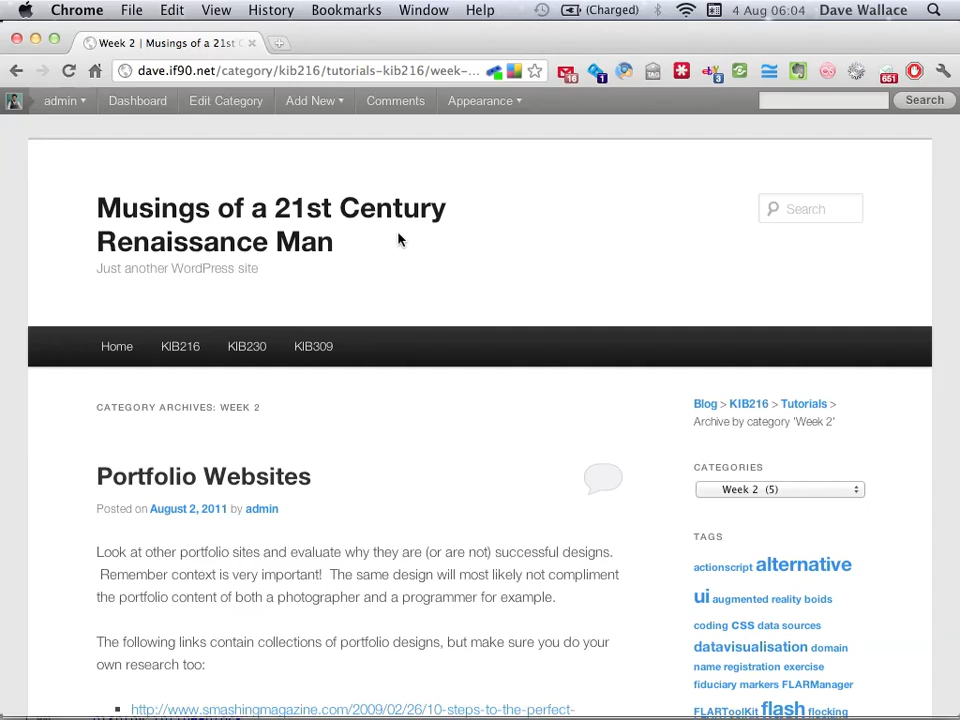 Chrome File Edit View History Bookmarks Window Help (Charged) 4 Aug 06:04 Dave Wallace
Week 2 | Musings of a 21st C
dave.if90.net/category/kib216/tutorials-kib216/week-... 16 1 3 651
admin Dashboard Edit Category Add New Comments Appearance Search
Musings of a 21st Century
Renaissance Man
Search
Just another WordPress site
Home KIB216 KIB230 KIB309
CATEGORY ARCHIVES: WEEK 2
Portfolio Websites
Posted on August 2, 2011 by admin
Look at other portfolio sites and evaluate why they are (or are not) successful designs.
Remember context is very important! The same design will most likely not compliment
the portfolio content of both a photographer and a programmer for example.
The following links contain collections of portfolio designs, but make sure you do your
own research too:
http://www.smashingmagazine.com/2009/02/26/10-steps-to-the-perfect-
Blog > KIB216 > Tutorials >
Archive by category 'Week 2'
CATEGORIES
Week 2 (5)
TAGS
actionscript alternative
ui augmented reality boids
coding css data sources
datavisualisation domain
name registration exercise
fiduciary markers FLARManager
FLARToolKit flash flocking